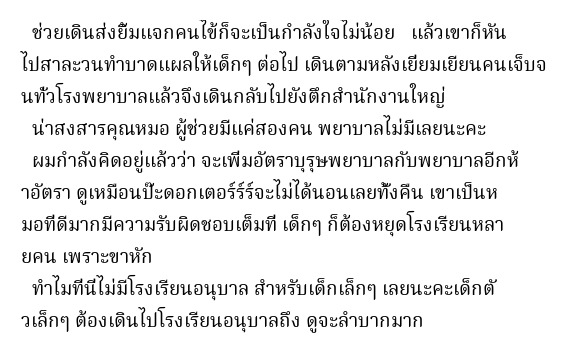 ช่วยเดินส่งยิ้มแจกคนไข้ก็จะเป็นกำลังใจไม่น้อย แล้วเขาก็หัน
ไปสาละวนทำบาดแผลให้เด็กๆ ต่อไป เดินตามหลังเยี่ยมเยียนคนเจ็บจ
นทั่วโรงพยาบาลแล้วจึงเดินกลับไปยังตึกสำนักงานใหญ่
น่าสงสารคุณหมอ ผู้ช่วยมีแค่สองคน พยาบาลไม่มีเลยนะคะ
ผมกำลังคิดอยู่แล้วว่า จะเพิ่มอัตราบุรุษพยาบาลกับพยาบาลอีกห้
าอัตรา ดูเหมือนป๊ะดอกเตอร์ร์ร์จะไม่ได้นอนเลยทั้งคืน เขาเป็นห
มอที่ดีมากมีความรับผิดชอบเต็มที่ เด็กๆ ก็ต้องหยุดโรงเรียนหลา
ยคน เพราะขาหัก
ทำไมที่นี่ไม่มีโรงเรียนอนุบาล สำหรับเด็กเล็กๆ เลยนะคะเด็กตั
วเล็กๆ ต้องเดินไปโรงเรียนอนุบาลถึง ดูจะลำบากมาก